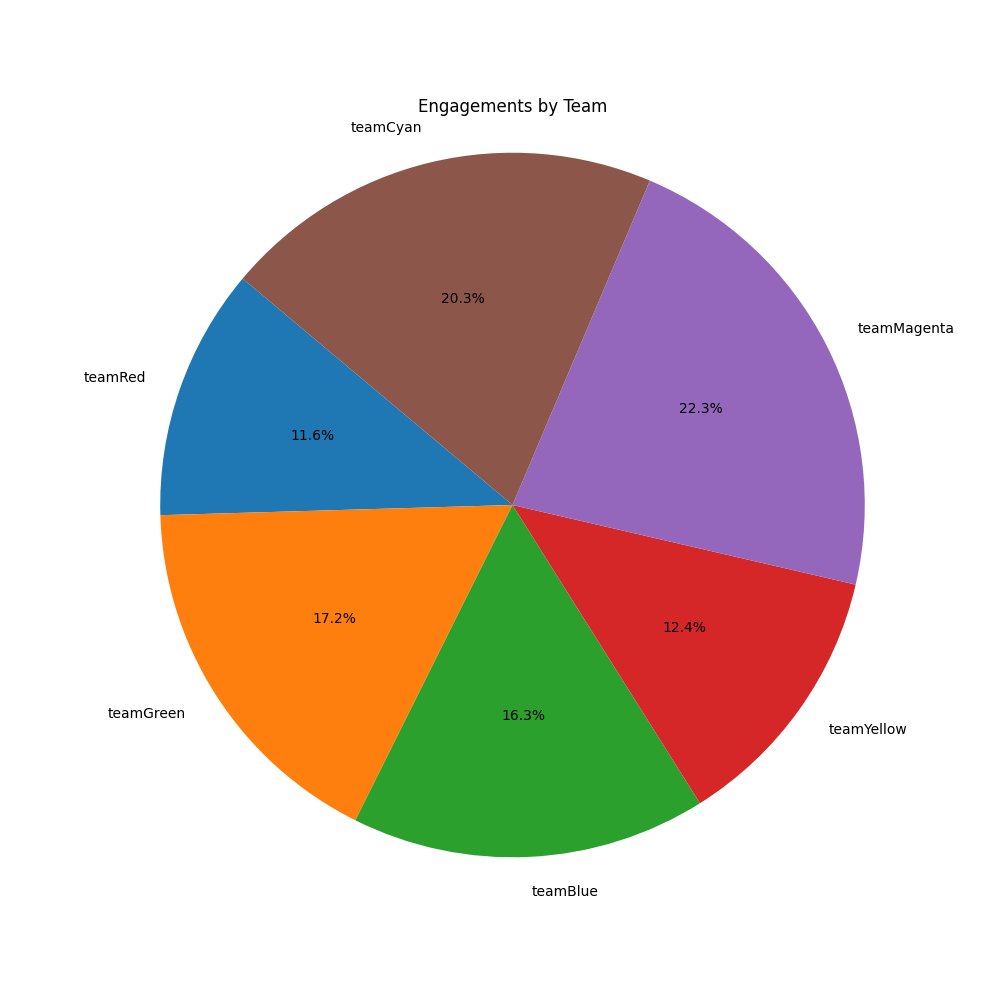 Engagements by Team
teamCyan
20.3%
teamMagenta
22.3%
teamRed
11.6%
teamGreen
17.2%
teamYellow
12.4%
teamBlue
16.3%